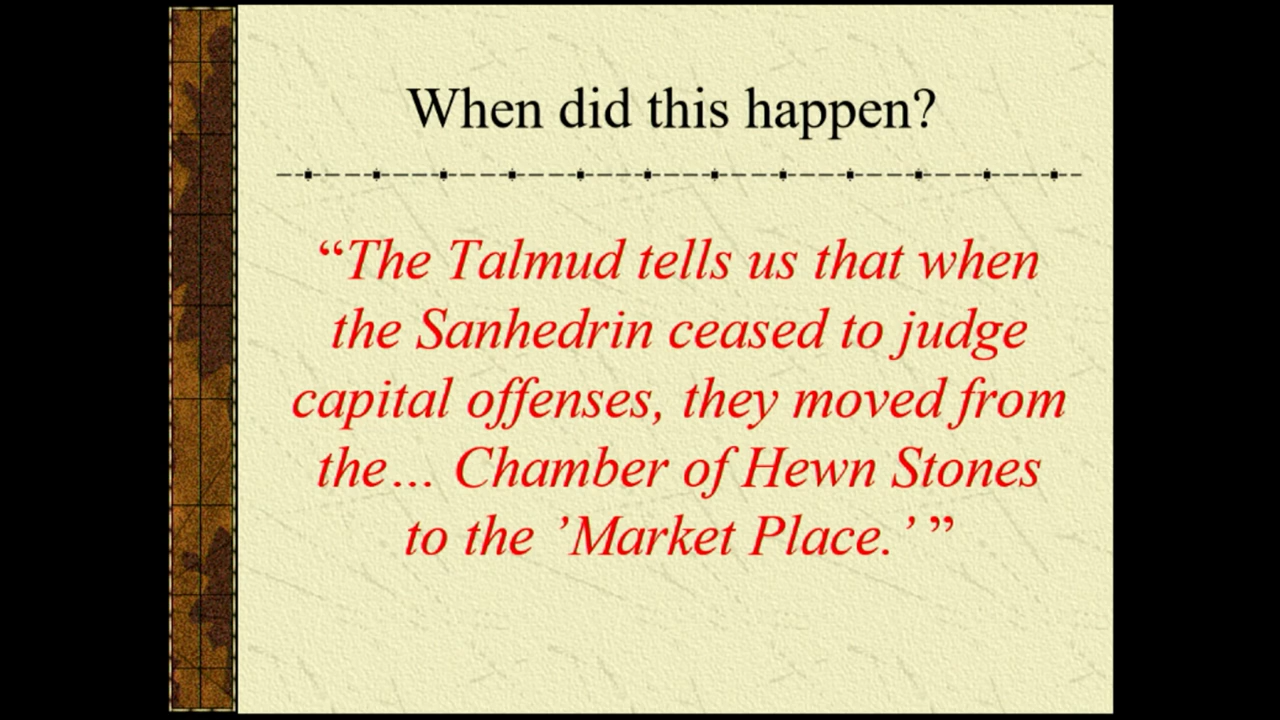 When did this happen?
“The Talmud tells us that when
the Sanhedrin ceased to judge
capital offenses, they moved from
the… Chamber of Hewn Stones
to the ’Market Place.’ ”